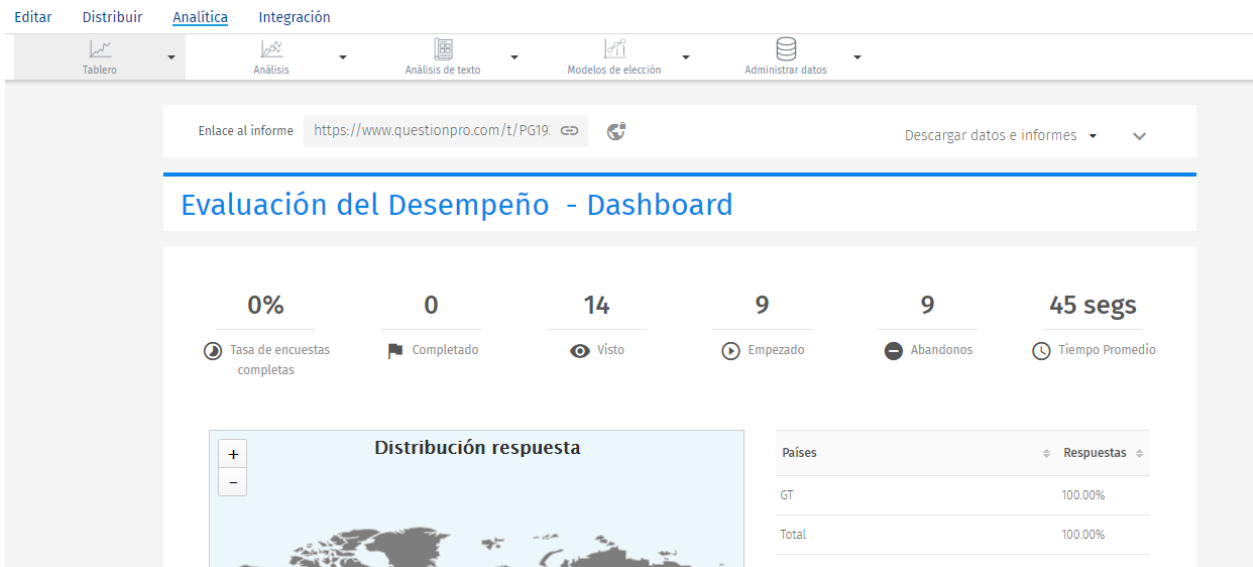 Editar Distribuir Analítica Integración
Tablero Análisis Análisis de texto Modelos de elección Administrar datos
Enlace al informe https://www.questionpro.com/t/PG19 Descargar datos e informes
Evaluación del Desempeño - Dashboard
0% 0 14 9 9 45 segs
Tasa de encuestas completas Completado Visto Empezado Abandonos Tiempo Promedio
+ Distribución respuesta
−
Países Respuestas
GT 100.00%
Total 100.00%